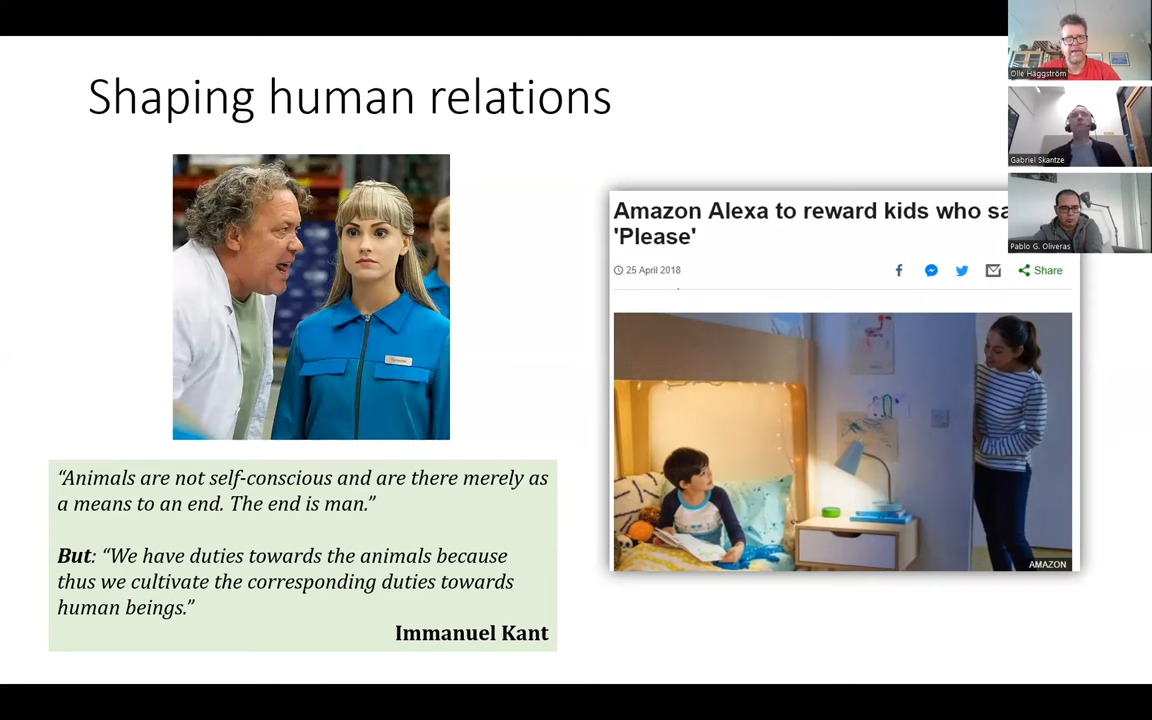 Shaping human relations
Olle Häggström
Gabriel Skantze
Pablo G. Oliveras
Amazon Alexa to reward kids who sa
'Please'
25 April 2018
Share
AMAZON
“Animals are not self-conscious and are there merely as
a means to an end. The end is man.”
But: “We have duties towards the animals because
thus we cultivate the corresponding duties towards
human beings.”
Immanuel Kant